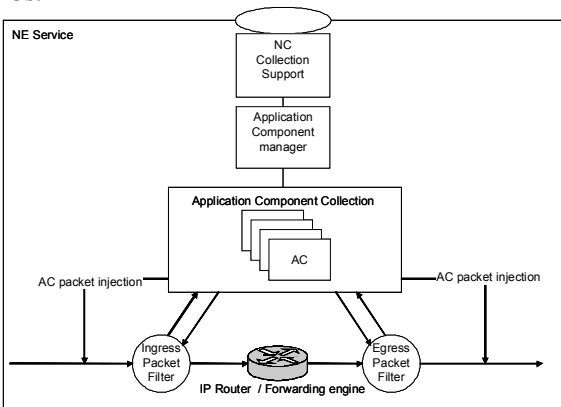 NE Service
NC
Collection
Support
Application
Component
manager
Application Component Collection
AC
AC packet injection
AC packet injection
Ingress
Packet
Filter
Egress
Packet
Filter
IP Router / Forwarding engine